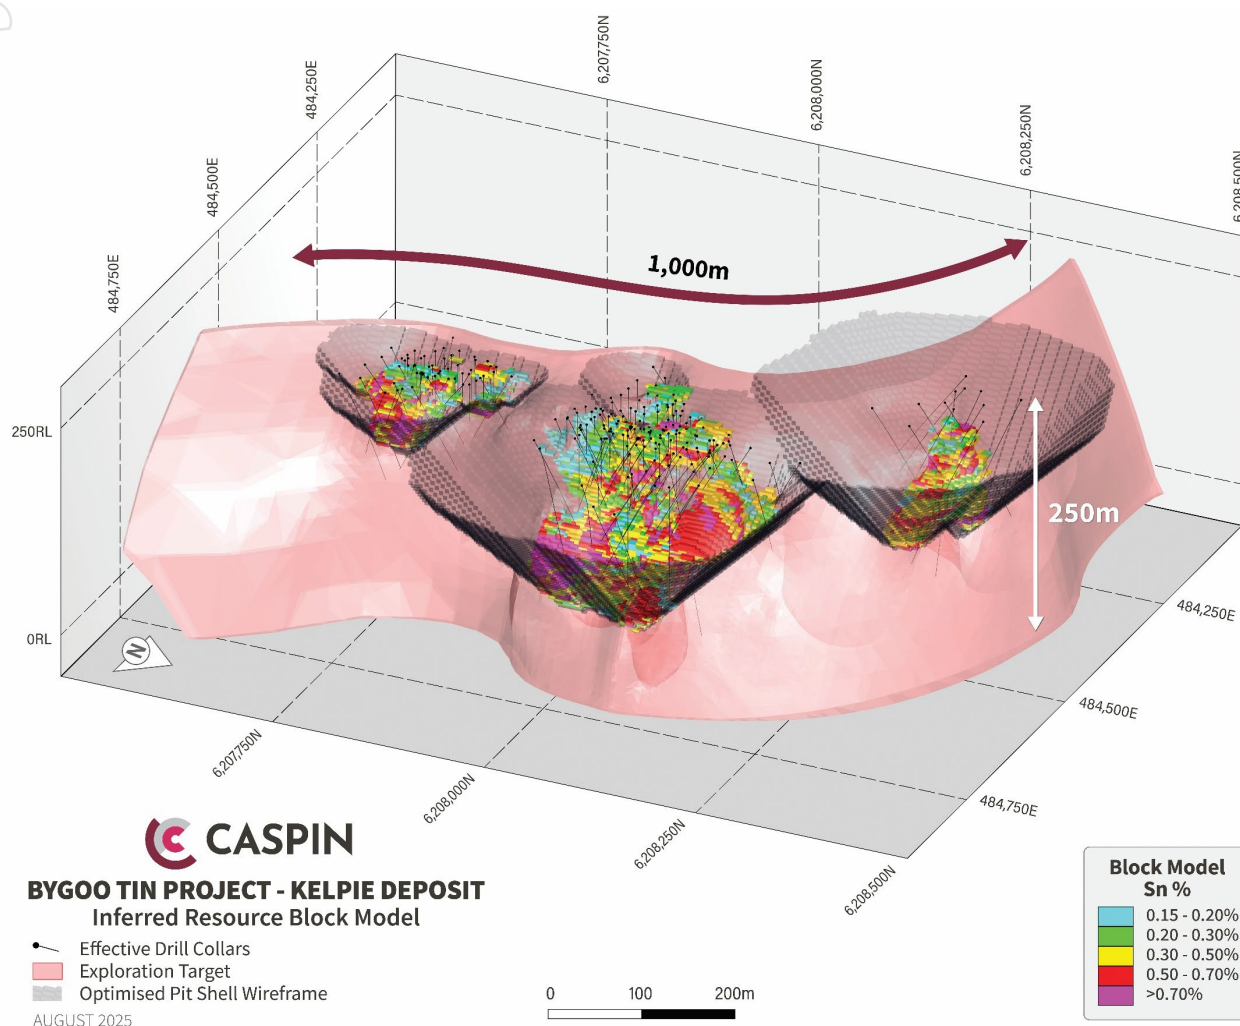 6,207,750N
484,250E
6,208,000N
6,208,250N
6,208,500N
484,500E
484,750E
1,000m
250RL
250m
0RL
N
484,250E
484,500E
484,750E
6,207,750N
6,208,000N
6,208,250N
6,208,500N
CASPIN
BYGOO TIN PROJECT - KELPIE DEPOSIT
Inferred Resource Block Model
Effective Drill Collars
Exploration Target
Optimised Pit Shell Wireframe
AUGUST 2025
0 100 200m
Block Model
Sn %
0.15 - 0.20%
0.20 - 0.30%
0.30 - 0.50%
0.50 - 0.70%
>0.70%